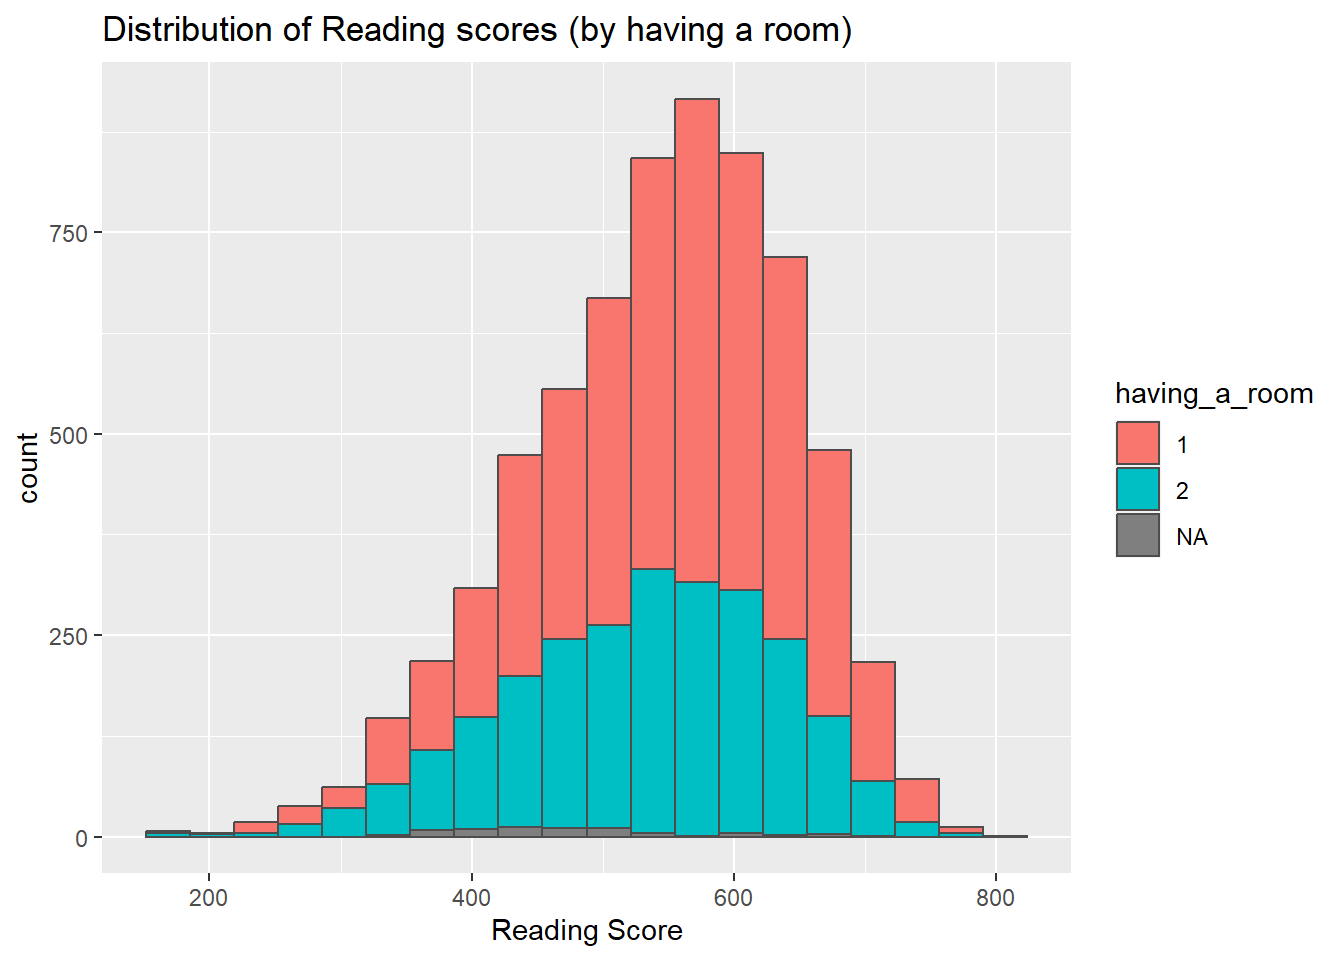 Distribution of Reading scores (by having a room)
count
750
500
250
0
200 400 600 800
Reading Score
having_a_room
1
2
NA